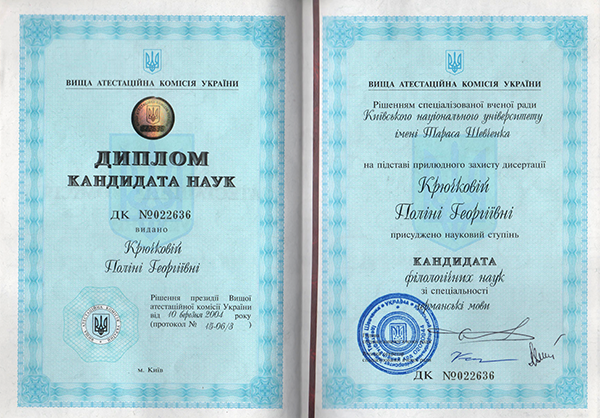 ВИЩА АТЕСТАЦІЙНА КОМІСІЯ УКРАЇНИ
ДИПЛОМ
КАНДИДАТА НАУК
ДК №022636
видано
Крючковій
Поліні Георгіївні
Рішення президії Вищої
атестаційної комісії України
від 10 березня 2004 року
(протокол № 15-06/3)
м. Київ
ВИЩА АТЕСТАЦІЙНА КОМІСІЯ УКРАЇНИ
Рішенням спеціалізованої вченої ради
Київського національного університету
імені Тараса Шевченка
на підставі прилюдного захисту дисертації
Крючковій
Поліні Георгіївні
присуджено науковий ступінь
КАНДИДАТА
філологічних наук
зі спеціальності
германські мови
ДК №022636